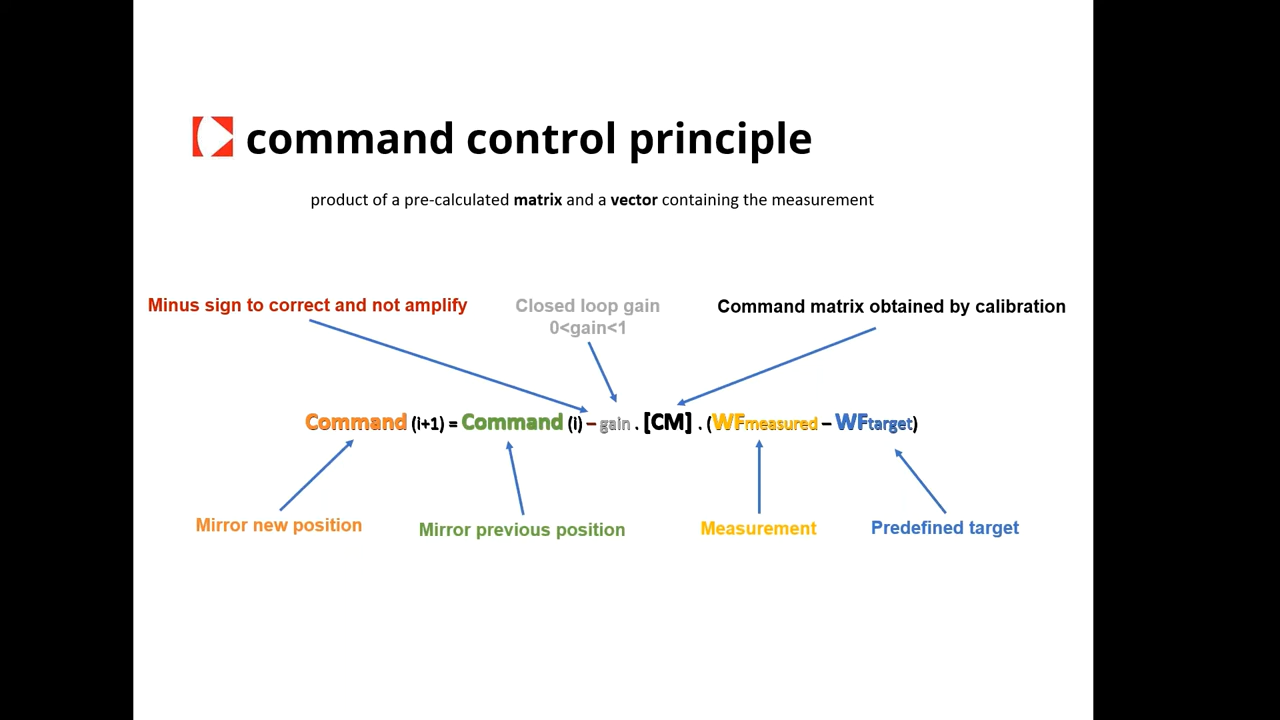 command control principle
product of a pre-calculated matrix and a vector containing the measurement
Minus sign to correct and not amplify
Closed loop gain
0<gain<1
Command matrix obtained by calibration
Command (i+1) = Command (i) – gain . [CM] . (WFmeasured – WFtarget)
Mirror new position
Mirror previous position
Measurement
Predefined target